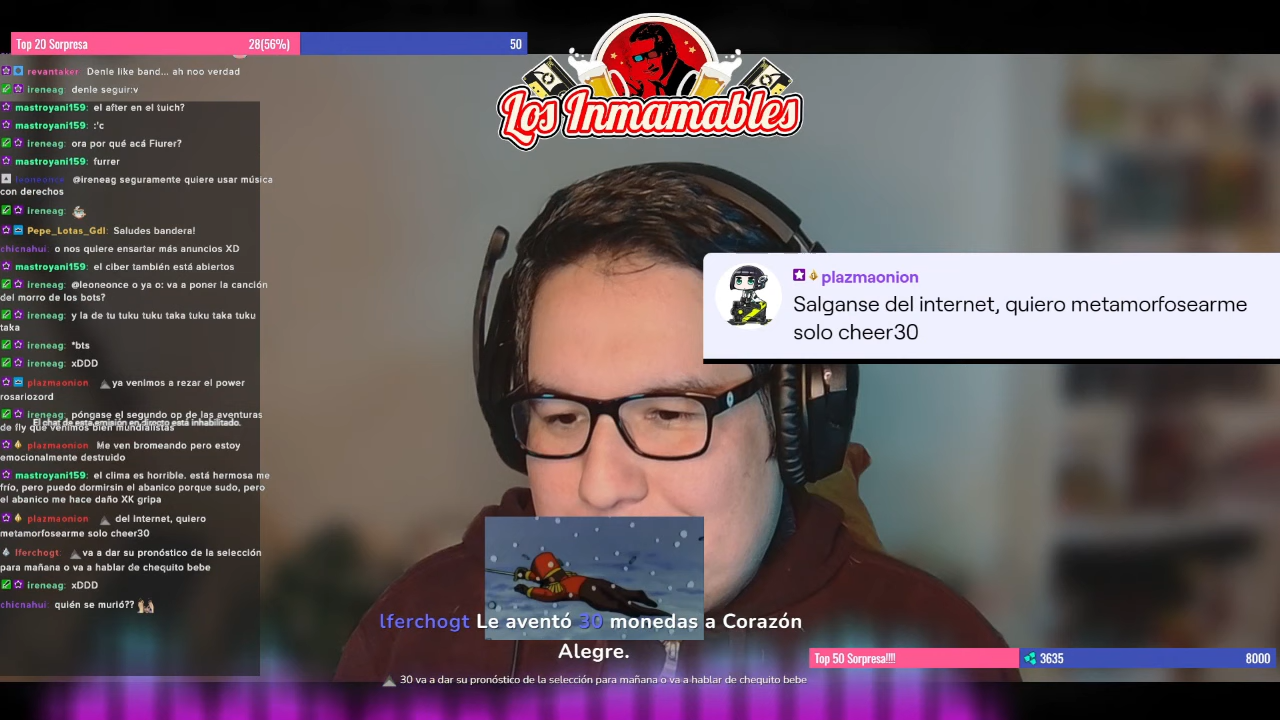 Top 20 Sorpresa 28(56%) 50
Los Inmamables
revantaker: Denle like band... ah noo verdad
ireneag: denle seguir:v
mastroyani159: el after en el tuich?
mastroyani159: :'c
ireneag: ora por qué acá Fiurer?
mastroyani159: furrer
leoneonce: @ireneag seguramente quiere usar música
con derechos
ireneag:
Pepe_Lotas_Gdl: Saludes bandera!
chicnahui: o nos quiere ensartar más anuncios XD
mastroyani159: el ciber también está abiertos
ireneag: @leoneonce o ya o: va a poner la canción
del morro de los bots?
ireneag: y la de tu tuku tuku taka tuku taka tuku
taka
ireneag: *bts
ireneag: xDDD
plazmaonion ya venimos a rezar el power
rosariozord
ireneag: póngase el segundo op de las aventuras
El chat de esta emisión en directo está inhabilitado.
de fly que venimos bien mundialistas
plazmaonion Me ven bromeando pero estoy
emocionalmente destruido
mastroyani159: el clima es horrible. está hermosa me
frío, pero puedo dormirsin el abanico porque sudo, pero
el abanico me hace daño XK gripa
plazmaonion del internet, quiero
metamorfosearme solo cheer30
lferchogt: va a dar su pronóstico de la selección
para mañana o va a hablar de chequito bebe
ireneag: xDDD
chicnahui: quién se murió??
plazmaonion
Salganse del internet, quiero metamorfosearme
solo cheer30
lferchogt Le aventó 30 monedas a Corazón
Alegre.
30 va a dar su pronóstico de la selección para mañana o va a hablar de chequito bebe
Top 50 Sorpresa!!!! 3635 8000